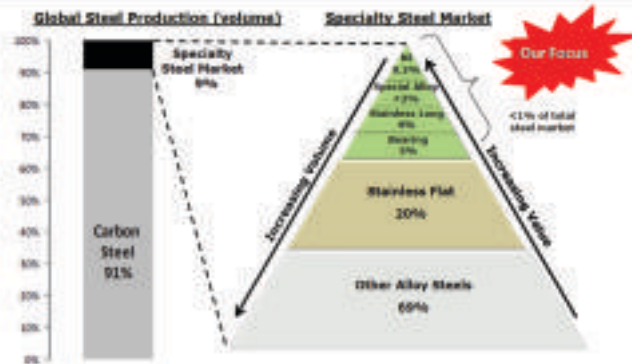 Global Steel Production (volume)
Specialty Steel Market
100%
90%
80%
70%
60%
50%
40%
30%
20%
10%
0%
Specialty
Steel Market
9%
Carbon
Steel
91%
Special Alloy
Stainless Long
Bearing
Stainless Flat
20%
Other Alloy Steels
69%
Increasing Volume
Increasing Value
Our Focus
<1% of total
steel market